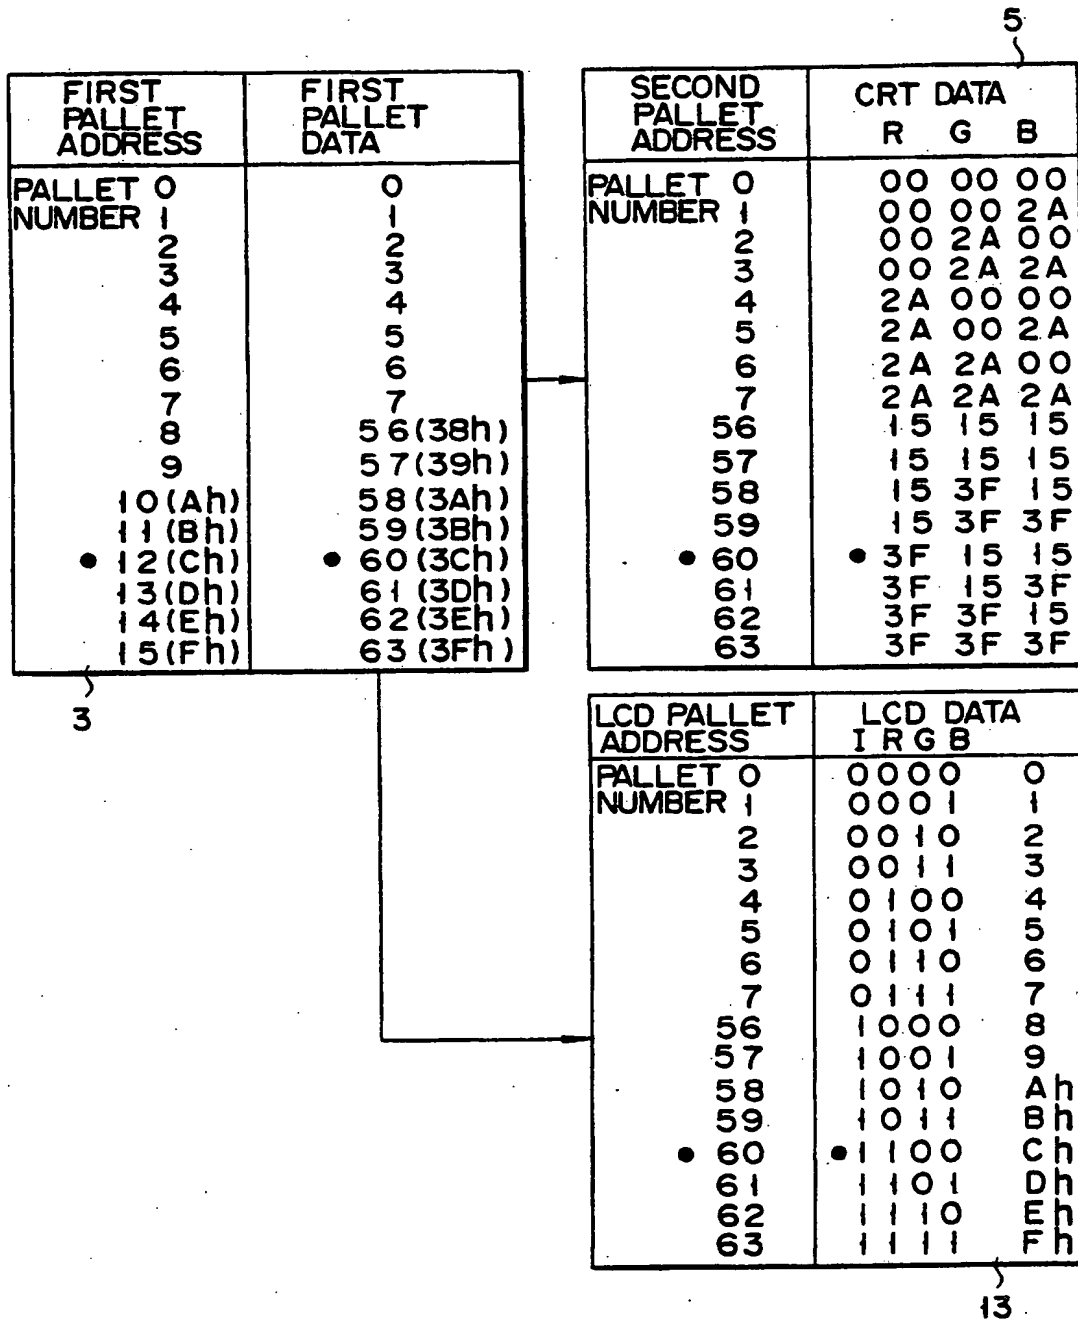 5
FIRST PALLET ADDRESS
FIRST PALLET DATA
PALLET 0 0
NUMBER 1 1
2 2
3 3
4 4
5 5
6 6
7 7
8 56(38h)
9 57(39h)
10(Ah) 58(3Ah)
11(Bh) 59(3Bh)
• 12(Ch) • 60(3Ch)
13(Dh) 61(3Dh)
14(Eh) 62(3Eh)
15(Fh) 63(3Fh)
3
SECOND PALLET ADDRESS
CRT DATA
R G B
PALLET 0 00 00 00
NUMBER 1 00 00 2A
2 00 2A 00
3 00 2A 2A
4 2A 00 00
5 2A 00 2A
6 2A 2A 00
7 2A 2A 2A
56 15 15 15
57 15 15 15
58 15 3F 15
59 15 3F 3F
• 60 • 3F 15 15
61 3F 15 3F
62 3F 3F 15
63 3F 3F 3F
LCD PALLET ADDRESS
LCD DATA
I R G B
PALLET 0 0000 0
NUMBER 1 0001 1
2 0010 2
3 0011 3
4 0100 4
5 0101 5
6 0110 6
7 0111 7
56 1000 8
57 1001 9
58 1010 Ah
59 1011 Bh
• 60 • 1100 Ch
61 1101 Dh
62 1110 Eh
63 1111 Fh
13